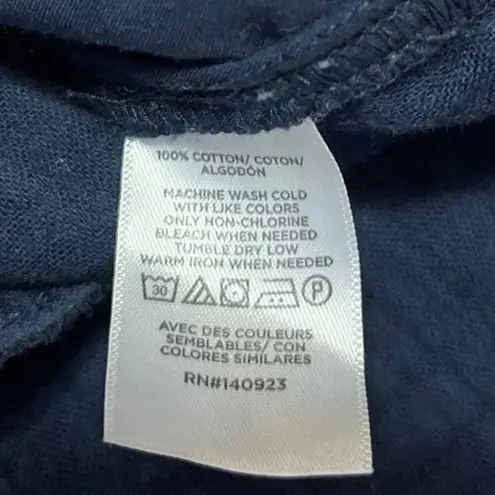 100% COTTON/ COTON/
ALGODÓN
MACHINE WASH COLD
WITH LIKE COLORS
ONLY NON-CHLORINE
BLEACH WHEN NEEDED
TUMBLE DRY LOW
WARM IRON WHEN NEEDED
30 P
AVEC DES COULEURS
SEMBLABLES/ CON
COLORES SIMILARES
RN#140923